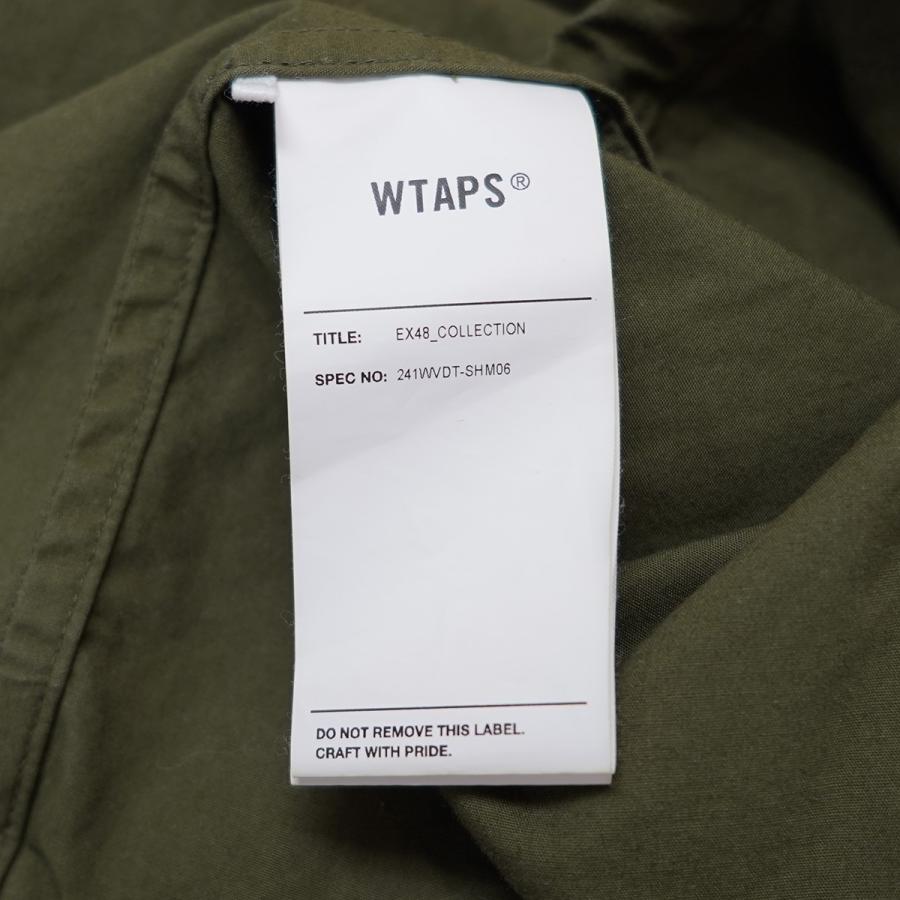 WTAPS®
TITLE: EX48_COLLECTION
SPEC NO: 241WVDT-SHM06
DO NOT REMOVE THIS LABEL.
CRAFT WITH PRIDE.